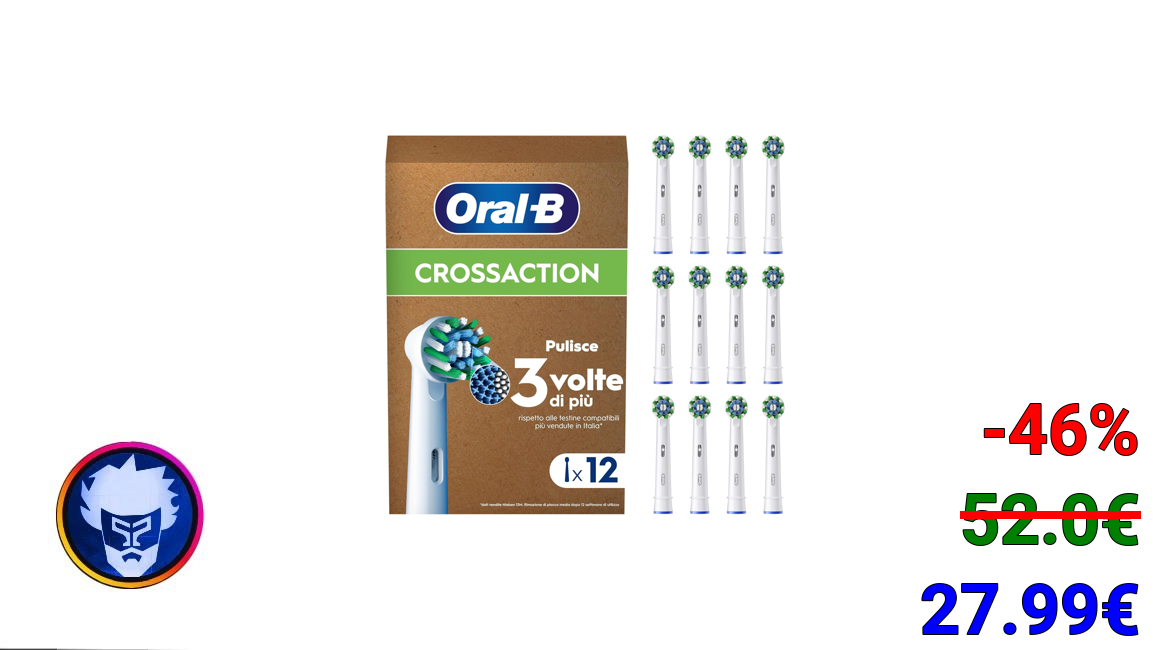 Oral-B
CROSSACTION
Pulisce
3 volte
di più
rispetto alle testine compatibili
più vendute in Italia*
x 12
-46%
52.0€
27.99€